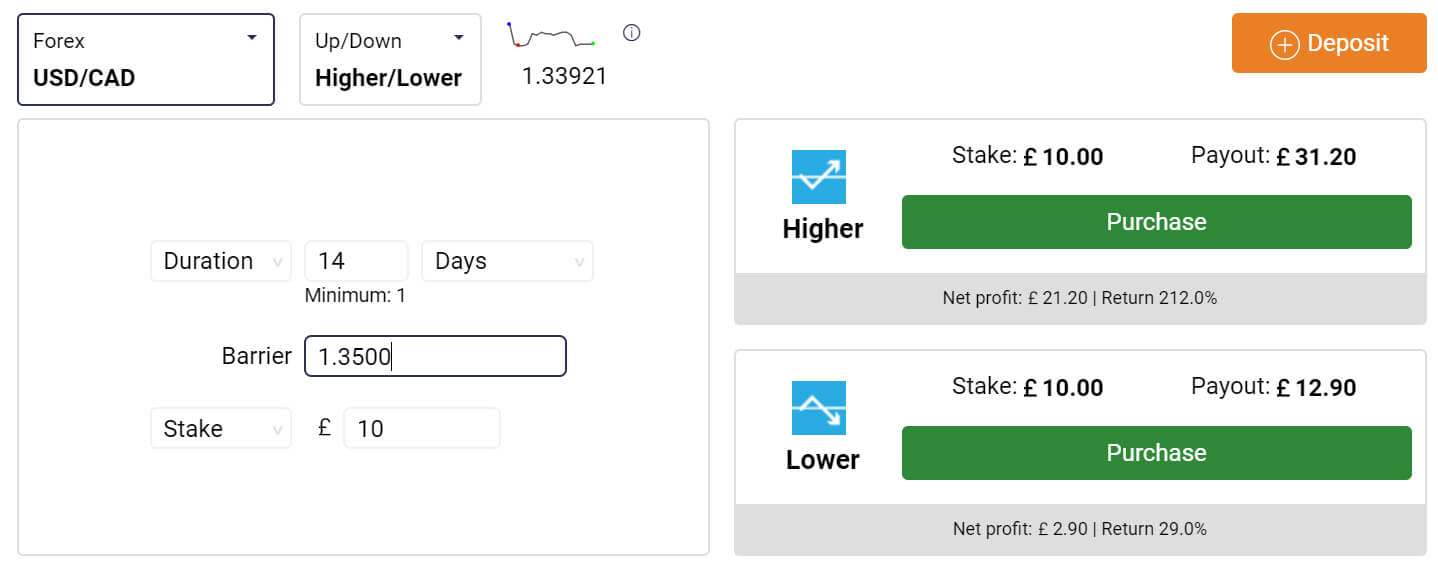 Forex
USD/CAD
Up/Down
Higher/Lower
1.33921
Deposit
Duration
14
Days
Minimum: 1
Barrier
1.3500
Stake
£
10
Higher
Stake: £ 10.00
Payout: £ 31.20
Purchase
Net profit: £ 21.20 | Return 212.0%
Lower
Stake: £ 10.00
Payout: £ 12.90
Purchase
Net profit: £ 2.90 | Return 29.0%